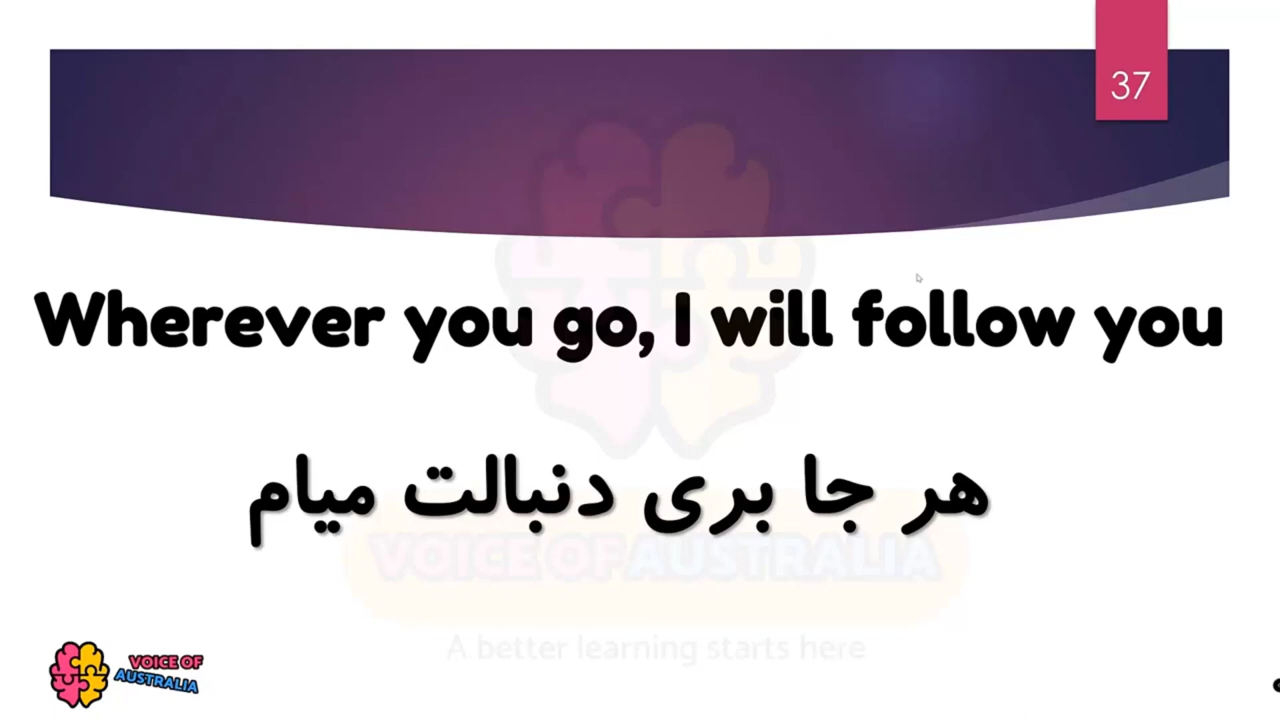 37
Wherever you go, I will follow you
هر جا بری دنبالت میام
VOICE OF AUSTRALIA
A better learning starts here
VOICE OF
AUSTRALIA